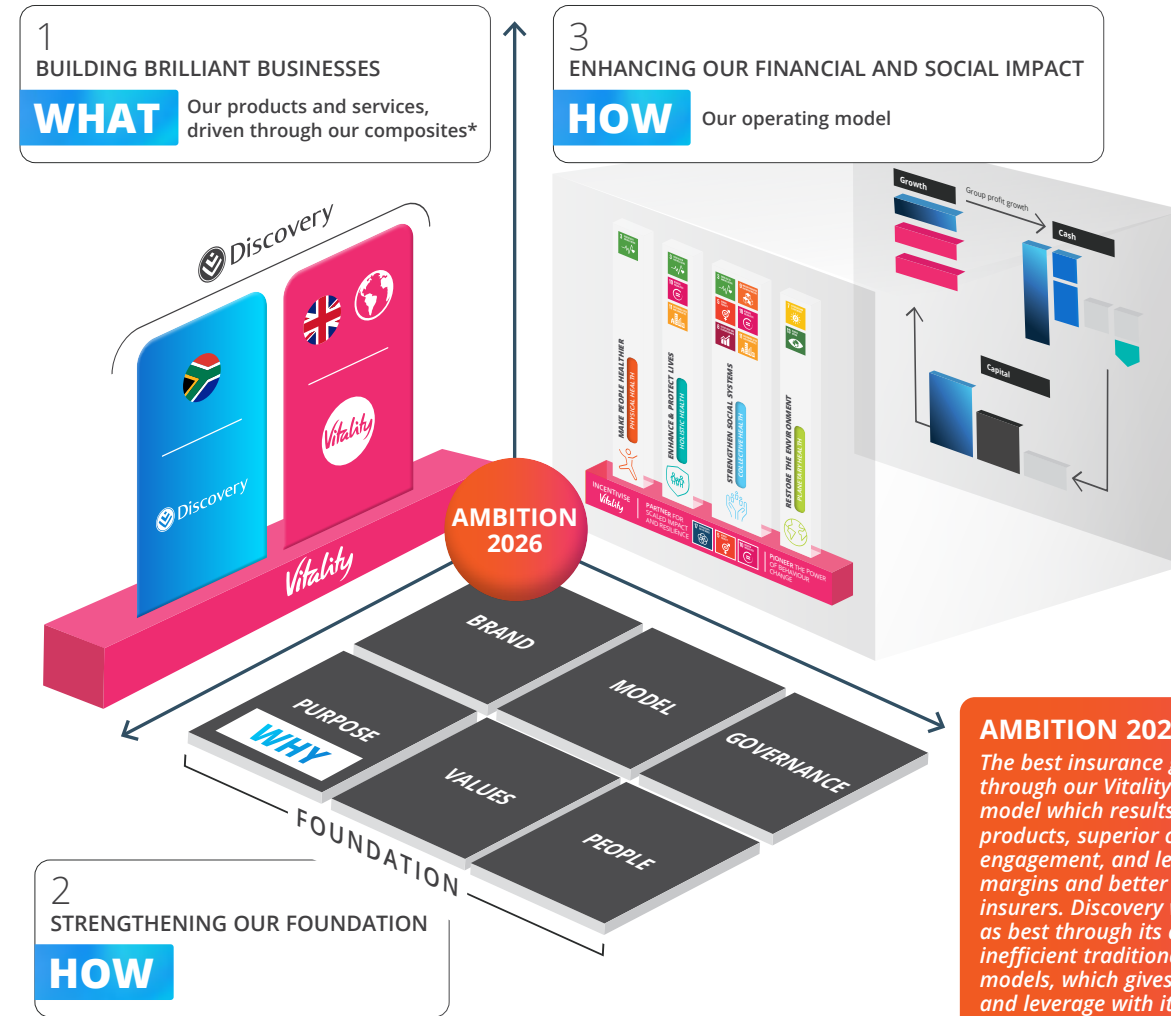 1
BUILDING BRILLIANT BUSINESSES
WHAT
Our products and services,
driven through our composites*
3
ENHANCING OUR FINANCIAL AND SOCIAL IMPACT
HOW
Our operating model
Discovery
Discovery
Vitality
Vitality
AMBITION
2026
MAKE PEOPLE HEALTHIER
PHYSICAL HEALTH
ENHANCE & PROTECT LIVES
HOLISTIC HEALTH
STRENGTHEN SOCIAL SYSTEMS
COLLECTIVE HEALTH
RESTORE THE ENVIRONMENT
PLANETARY HEALTH
INCENTIVISE
Vitality
PARTNER FOR
SCALED IMPACT
AND RESILIENCE
PIONEER THE POWER
OF BEHAVIOUR
CHANGE
Growth
Group profit growth
Cash
Capital
BRAND
MODEL
GOVERNANCE
PURPOSE
WHY
VALUES
PEOPLE
FOUNDATION
2
STRENGTHENING OUR FOUNDATION
HOW
AMBITION 202
The best insurance
through our Vitality
model which results
products, superior
engagement, and le
margins and better
insurers. Discovery
as best through its
inefficient tradition
models, which gives
and leverage with it